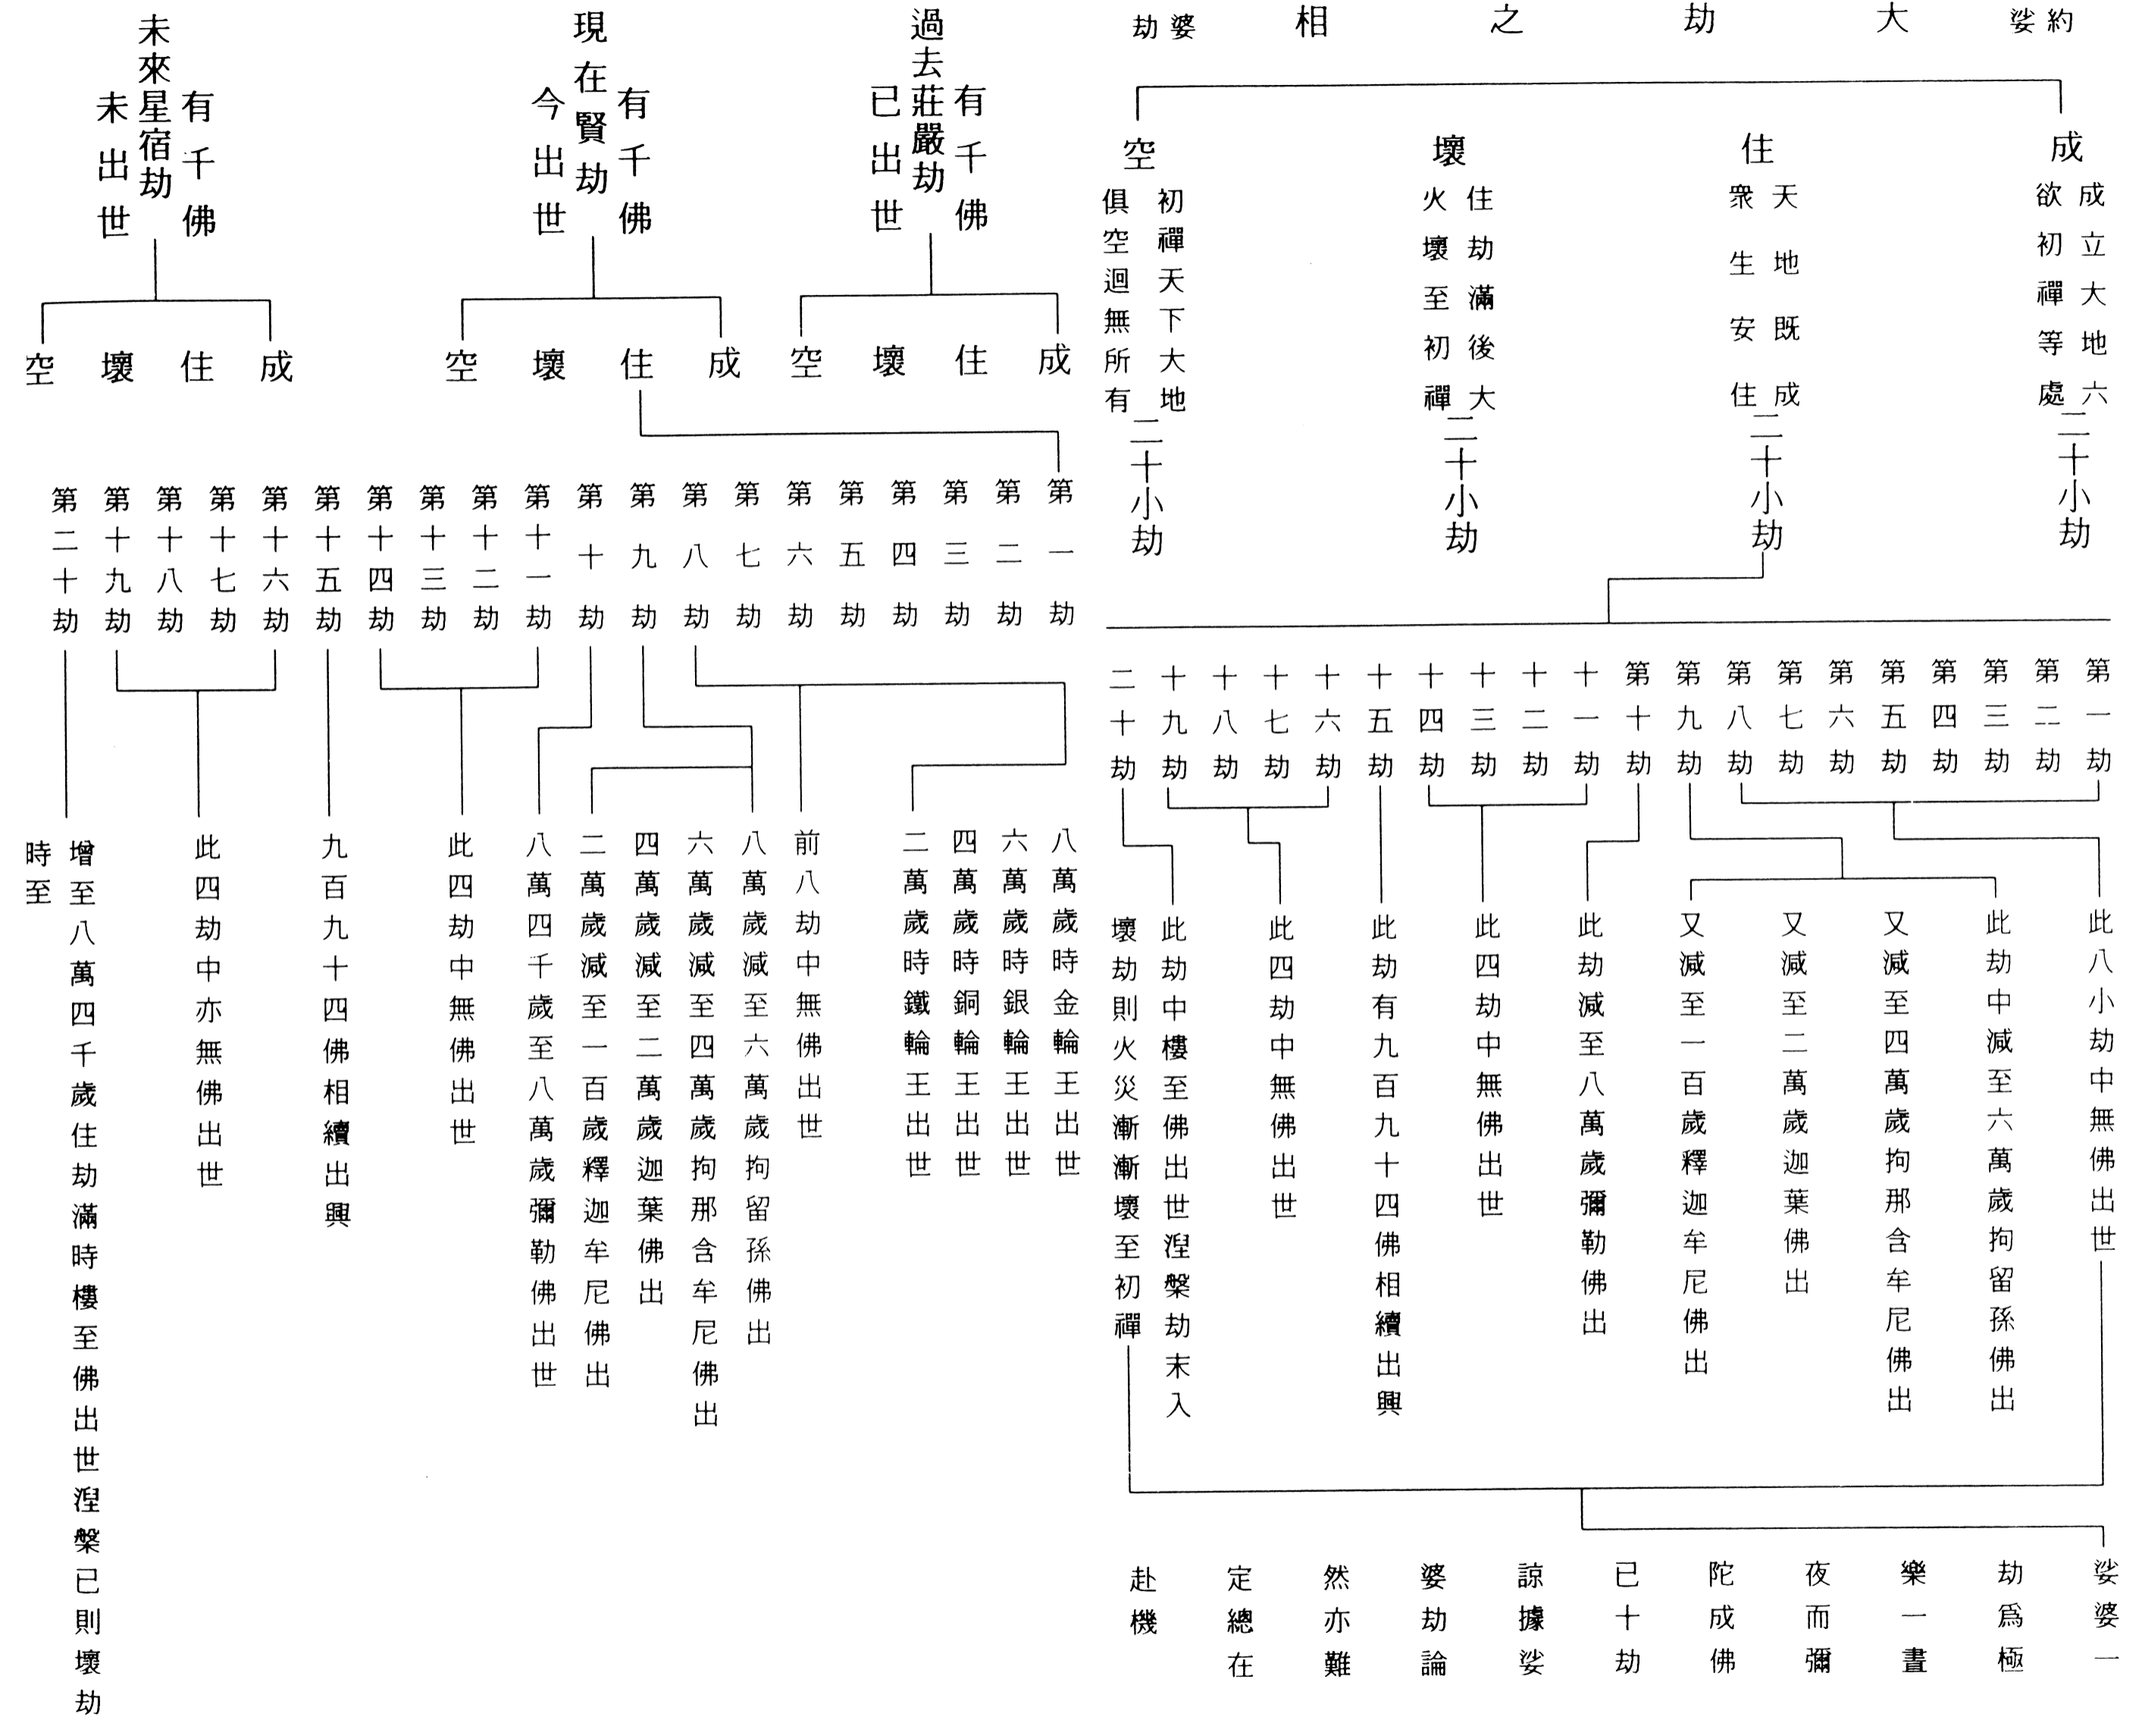 約娑婆劫
大劫之相
成
成立大地六
欲初禪等處
二十小劫
住
天地既成
衆生安住
二十小劫
壞
住劫滿後大
火壞至初禪
二十小劫
空
初禪天下大地
俱空迴無所有
二十小劫
第一劫
第二劫
第三劫
第四劫
第五劫
第六劫
第七劫
第八劫
第九劫
第十劫
十一劫
十二劫
十三劫
十四劫
十五劫
十六劫
十七劫
十八劫
十九劫
二十劫
此八小劫中無佛出世
此劫中減至六萬歲拘留孫佛出
又減至四萬歲拘那含牟尼佛出
又減至二萬歲迦葉佛出
又減至一百歲釋迦牟尼佛出
此劫減至八萬歲彌勒佛出
此四劫中無佛出世
此劫有九百九十四佛相續出興
此四劫中無佛出世
此劫中樓至佛出世涅槃劫末入
壞劫則火災漸漸壞至初禪
娑婆一
劫爲極
樂一晝
夜而彌
陀成佛
已十劫
諒據娑
婆劫論
然亦難
定總在
赴機
過去莊嚴劫
有千佛
已出世
成
住
壞
空
現在賢劫
有千佛
今出世
成
住
壞
空
未來星宿劫
有千佛
未出世
成
住
壞
空
第一劫
第二劫
第三劫
第四劫
第五劫
第六劫
第七劫
第八劫
第九劫
第十劫
第十一劫
第十二劫
第十三劫
第十四劫
第十五劫
第十六劫
第十七劫
第十八劫
第十九劫
第二十劫
八萬歲時金輪王出世
六萬歲時銀輪王出世
四萬歲時銅輪王出世
二萬歲時鐵輪王出世
前八劫中無佛出世
八萬歲減至六萬歲拘留孫佛出
六萬歲減至四萬歲拘那含牟尼佛出
四萬歲減至二萬歲迦葉佛出
二萬歲減至一百歲釋迦牟尼佛出
八萬四千歲至八萬歲彌勒佛出世
此四劫中無佛出世
九百九十四佛相續出興
此四劫中亦無佛出世
增至八萬四千歲住劫滿時樓至佛出世涅槃已則壞劫
時至